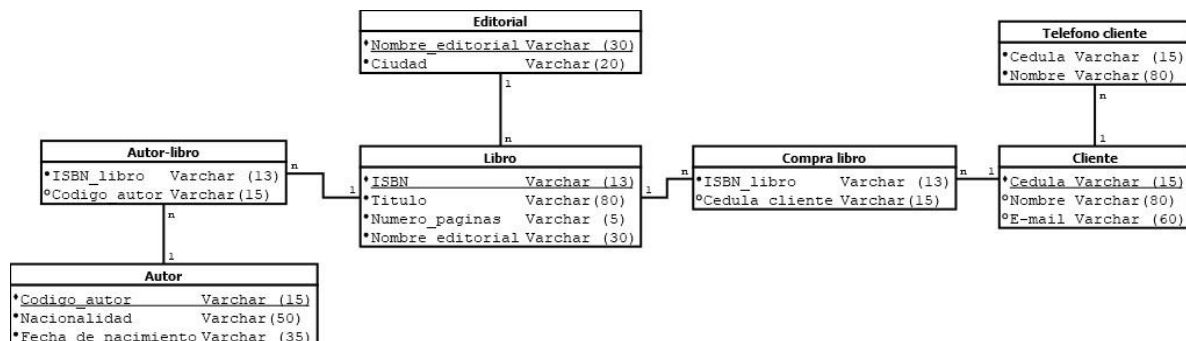 Editorial
Nombre_editorial Varchar (30)
Ciudad Varchar(20)
Telefono cliente
Cedula Varchar (15)
Nombre Varchar(80)
1
n
n
1
Autor-libro
ISBN_libro Varchar (13)
Codigo autor Varchar(15)
n
1
Libro
ISBN Varchar (13)
Titulo Varchar(80)
Numero_paginas Varchar (5)
Nombre editorial Varchar (30)
1
n
Compra libro
ISBN_libro Varchar (13)
Cedula cliente Varchar(15)
n
1
Cliente
Cedula Varchar (15)
Nombre Varchar(80)
E-mail Varchar (60)
n
1
Autor
Codigo_autor Varchar (15)
Nacionalidad Varchar(50)
Fecha de nacimiento Varchar (35)